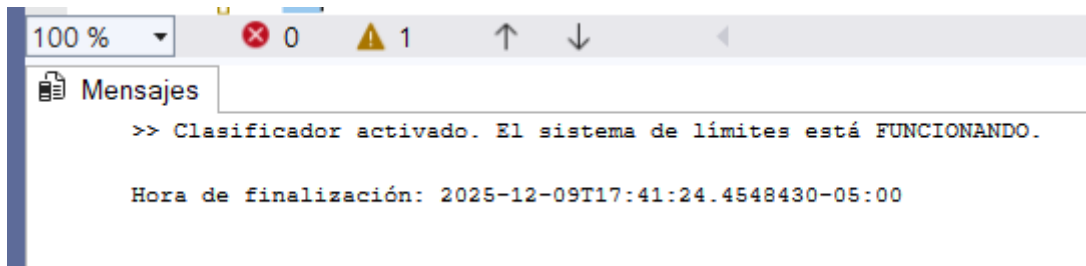 100 %
0
1
Mensajes
>> Clasificador activado. El sistema de límites está FUNCIONANDO.
Hora de finalización: 2025-12-09T17:41:24.4548430-05:00